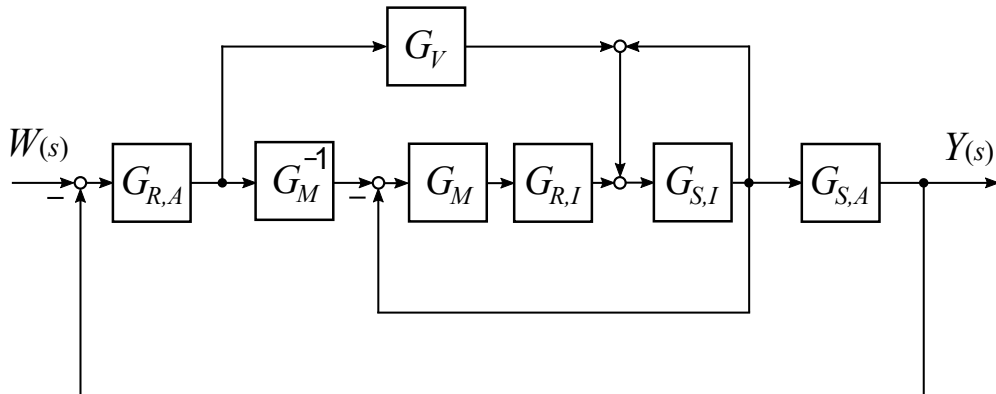 G_V
W(s)
Y(s)
G_{R,A}
G_M^{-1}
G_M
G_{R,I}
G_{S,I}
G_{S,A}
−
−